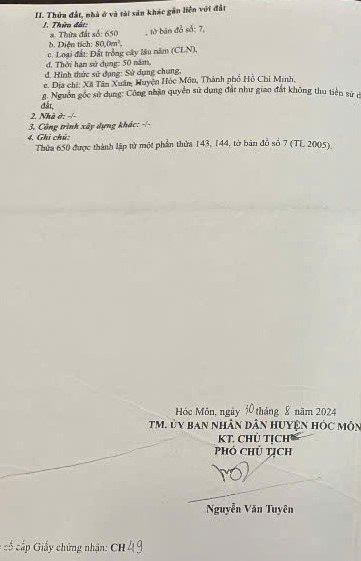 II. Thửa đất, nhà ở và tài sản khác gắn liền với đất
1. Thửa đất:
a. Thửa đất số: 650 , tờ bản đồ số: 7,
b. Diện tích: 80,0m²,
c. Loại đất: Đất trồng cây lâu năm (CLN),
d. Thời hạn sử dụng: 50 năm,
đ. Hình thức sử dụng: Sử dụng chung,
e. Địa chỉ: Xã Tân Xuân, Huyện Hóc Môn, Thành phố Hồ Chí Minh,
g. Nguồn gốc sử dụng: Công nhận quyền sử dụng đất như giao đất không thu tiền sử d
đất,
2. Nhà ở: -/-
3. Công trình xây dựng khác: -/-
4. Ghi chú:
Thửa 650 được thành lập từ một phần thửa 143, 144, tờ bản đồ số 7 (TL 2005).
Hóc Môn, ngày 30 tháng 8 năm 2024
TM. ỦY BAN NHÂN DÂN HUYỆN HÓC MÔN
KT. CHỦ TỊCH
PHÓ CHỦ TỊCH
Nguyễn Văn Tuyên
số cấp Giấy chứng nhận: CH 49